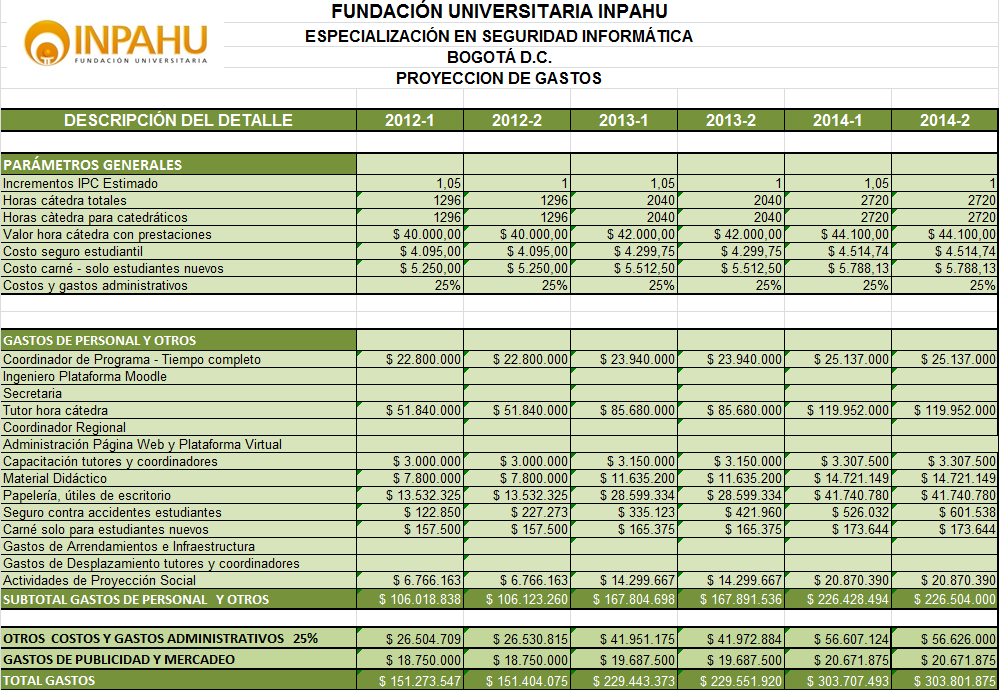 FUNDACIÓN UNIVERSITARIA INPAHU
ESPECIALIZACIÓN EN SEGURIDAD INFORMÁTICA
BOGOTÁ D.C.
PROYECCION DE GASTOS
INPAHU
FUNDACIÓN UNIVERSITARIA
DESCRIPCIÓN DEL DETALLE 2012-1 2012-2 2013-1 2013-2 2014-1 2014-2
PARÁMETROS GENERALES
Incrementos IPC Estimado 1,05 1 1,05 1 1,05 1
Horas cátedra totales 1296 1296 2040 2040 2720 2720
Horas càtedra para catedráticos 1296 1296 2040 2040 2720 2720
Valor hora cátedra con prestaciones $ 40.000,00 $ 40.000,00 $ 42.000,00 $ 42.000,00 $ 44.100,00 $ 44.100,00
Costo seguro estudiantil $ 4.095,00 $ 4.095,00 $ 4.299,75 $ 4.299,75 $ 4.514,74 $ 4.514,74
Costo carné - solo estudiantes nuevos $ 5.250,00 $ 5.250,00 $ 5.512,50 $ 5.512,50 $ 5.788,13 $ 5.788,13
Costos y gastos administrativos 25% 25% 25% 25% 25% 25%
GASTOS DE PERSONAL Y OTROS
Coordinador de Programa - Tiempo completo $ 22.800.000 $ 22.800.000 $ 23.940.000 $ 23.940.000 $ 25.137.000 $ 25.137.000
Ingeniero Plataforma Moodle
Secretaria
Tutor hora cátedra $ 51.840.000 $ 51.840.000 $ 85.680.000 $ 85.680.000 $ 119.952.000 $ 119.952.000
Coordinador Regional
Administración Página Web y Plataforma Virtual
Capacitación tutores y coordinadores $ 3.000.000 $ 3.000.000 $ 3.150.000 $ 3.150.000 $ 3.307.500 $ 3.307.500
Material Didáctico $ 7.800.000 $ 7.800.000 $ 11.635.200 $ 11.635.200 $ 14.721.149 $ 14.721.149
Papelería, útiles de escritorio $ 13.532.325 $ 13.532.325 $ 28.599.334 $ 28.599.334 $ 41.740.780 $ 41.740.780
Seguro contra accidentes estudiantes $ 122.850 $ 227.273 $ 335.123 $ 421.960 $ 526.032 $ 601.538
Carné solo para estudiantes nuevos $ 157.500 $ 157.500 $ 165.375 $ 165.375 $ 173.644 $ 173.644
Gastos de Arrendamientos e Infraestructura
Gastos de Desplazamiento tutores y coordinadores
Actividades de Proyección Social $ 6.766.163 $ 6.766.163 $ 14.299.667 $ 14.299.667 $ 20.870.390 $ 20.870.390
SUBTOTAL GASTOS DE PERSONAL Y OTROS $ 106.018.838 $ 106.123.260 $ 167.804.698 $ 167.891.536 $ 226.428.494 $ 226.504.000
OTROS COSTOS Y GASTOS ADMINISTRATIVOS 25% $ 26.504.709 $ 26.530.815 $ 41.951.175 $ 41.972.884 $ 56.607.124 $ 56.626.000
GASTOS DE PUBLICIDAD Y MERCADEO $ 18.750.000 $ 18.750.000 $ 19.687.500 $ 19.687.500 $ 20.671.875 $ 20.671.875
TOTAL GASTOS $ 151.273.547 $ 151.404.075 $ 229.443.373 $ 229.551.920 $ 303.707.493 $ 303.801.875